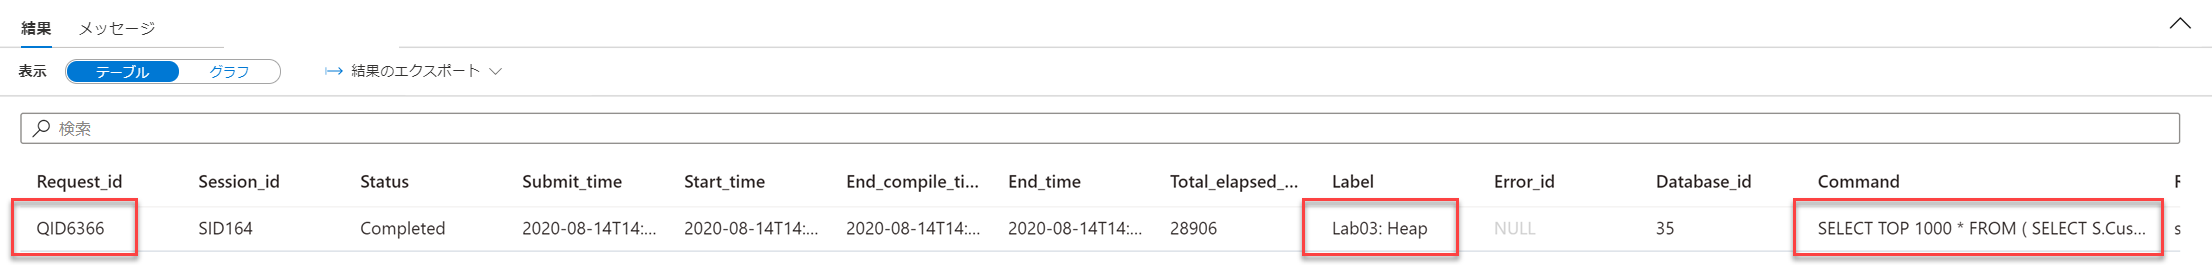 結果 メッセージ
表示 テーブル グラフ 結果のエクスポート
検索
Request_id Session_id Status Submit_time Start_time End_compile_ti... End_time Total_elapsed_... Label Error_id Database_id Command
QID6366 SID164 Completed 2020-08-14T14:... 2020-08-14T14:... 2020-08-14T14:... 2020-08-14T14:... 28906 Lab03: Heap NULL 35 SELECT TOP 1000 * FROM ( SELECT S.Cus... s